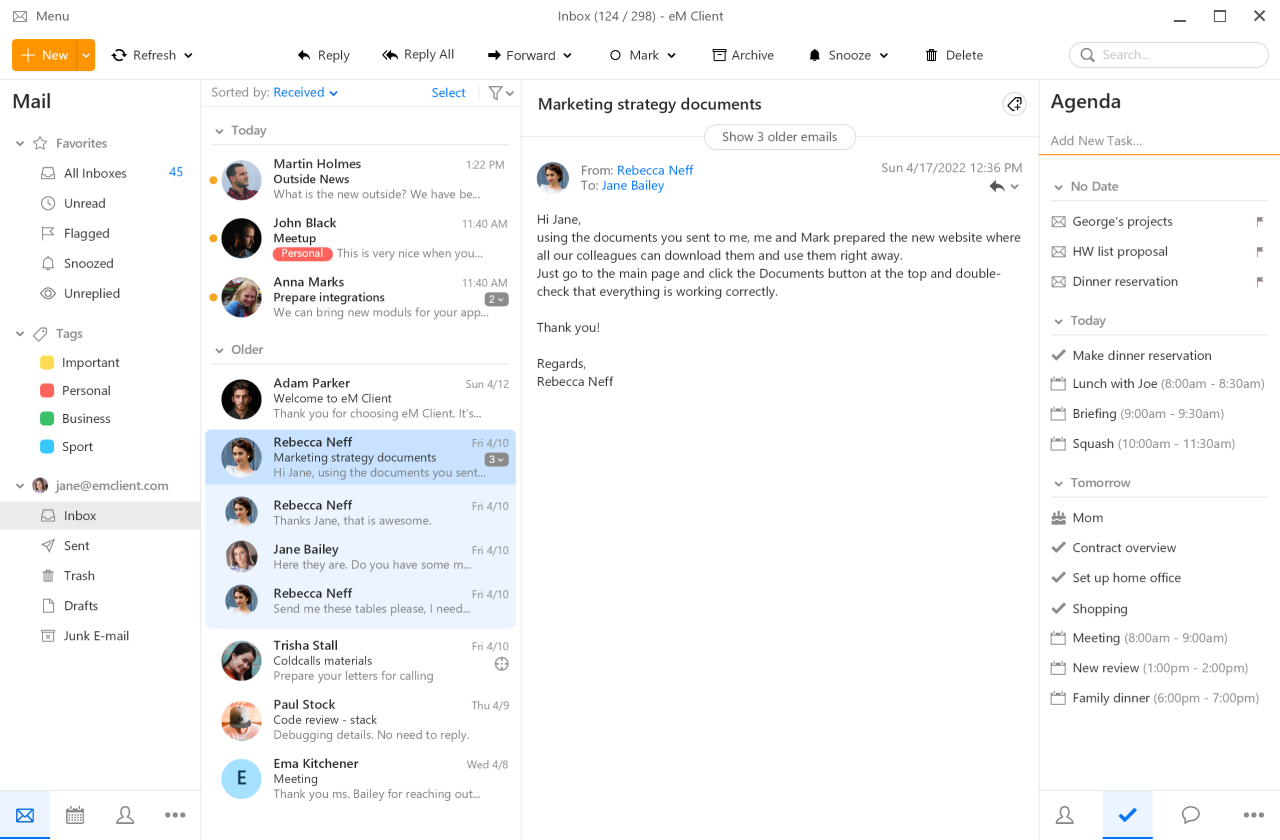 Menu
Inbox (124 / 298) - eM Client
New
Refresh
Reply
Reply All
Forward
Mark
Archive
Snooze
Delete
Search...
Mail
Favorites
All Inboxes 45
Unread
Flagged
Snoozed
Unreplied
Tags
Important
Personal
Business
Sport
jane@emclient.com
Inbox
Sent
Trash
Drafts
Junk E-mail
Sorted by: Received
Select
Today
Martin Holmes 1:22 PM
Outside News
What is the new outside? We have be...
John Black 11:40 AM
Meetup
Personal This is very nice when you...
Anna Marks 11:40 AM
Prepare integrations 2
We can bring new moduls for your app...
Older
Adam Parker Sun 4/12
Welcome to eM Client
Thank you for choosing eM Client. It's...
Rebecca Neff Fri 4/10
Marketing strategy documents 3
Hi Jane, using the documents you sent...
Rebecca Neff Fri 4/10
Thanks Jane, that is awesome.
Jane Bailey Fri 4/10
Here they are. Do you have some m...
Rebecca Neff Fri 4/10
Send me these tables please, I need...
Trisha Stall Fri 4/10
Coldcalls materials
Prepare your letters for calling
Paul Stock Thu 4/9
Code review - stack
Debugging details. No need to reply.
E
Ema Kitchener Wed 4/8
Meeting
Thank you ms. Bailey for reaching out...
Marketing strategy documents
Show 3 older emails
From: Rebecca Neff Sun 4/17/2022 12:36 PM
To: Jane Bailey
Hi Jane,
using the documents you sent to me, me and Mark prepared the new website where
all our colleagues can download them and use them right away.
Just go to the main page and click the Documents button at the top and double-
check that everything is working correctly.
Thank you!
Regards,
Rebecca Neff
Agenda
Add New Task...
No Date
George's projects
HW list proposal
Dinner reservation
Today
Make dinner reservation
Lunch with Joe (8:00am - 8:30am)
Briefing (9:00am - 9:30am)
Squash (10:00am - 11:30am)
Tomorrow
Mom
Contract overview
Set up home office
Shopping
Meeting (8:00am - 9:00am)
New review (1:00pm - 2:00pm)
Family dinner (6:00pm - 7:00pm)